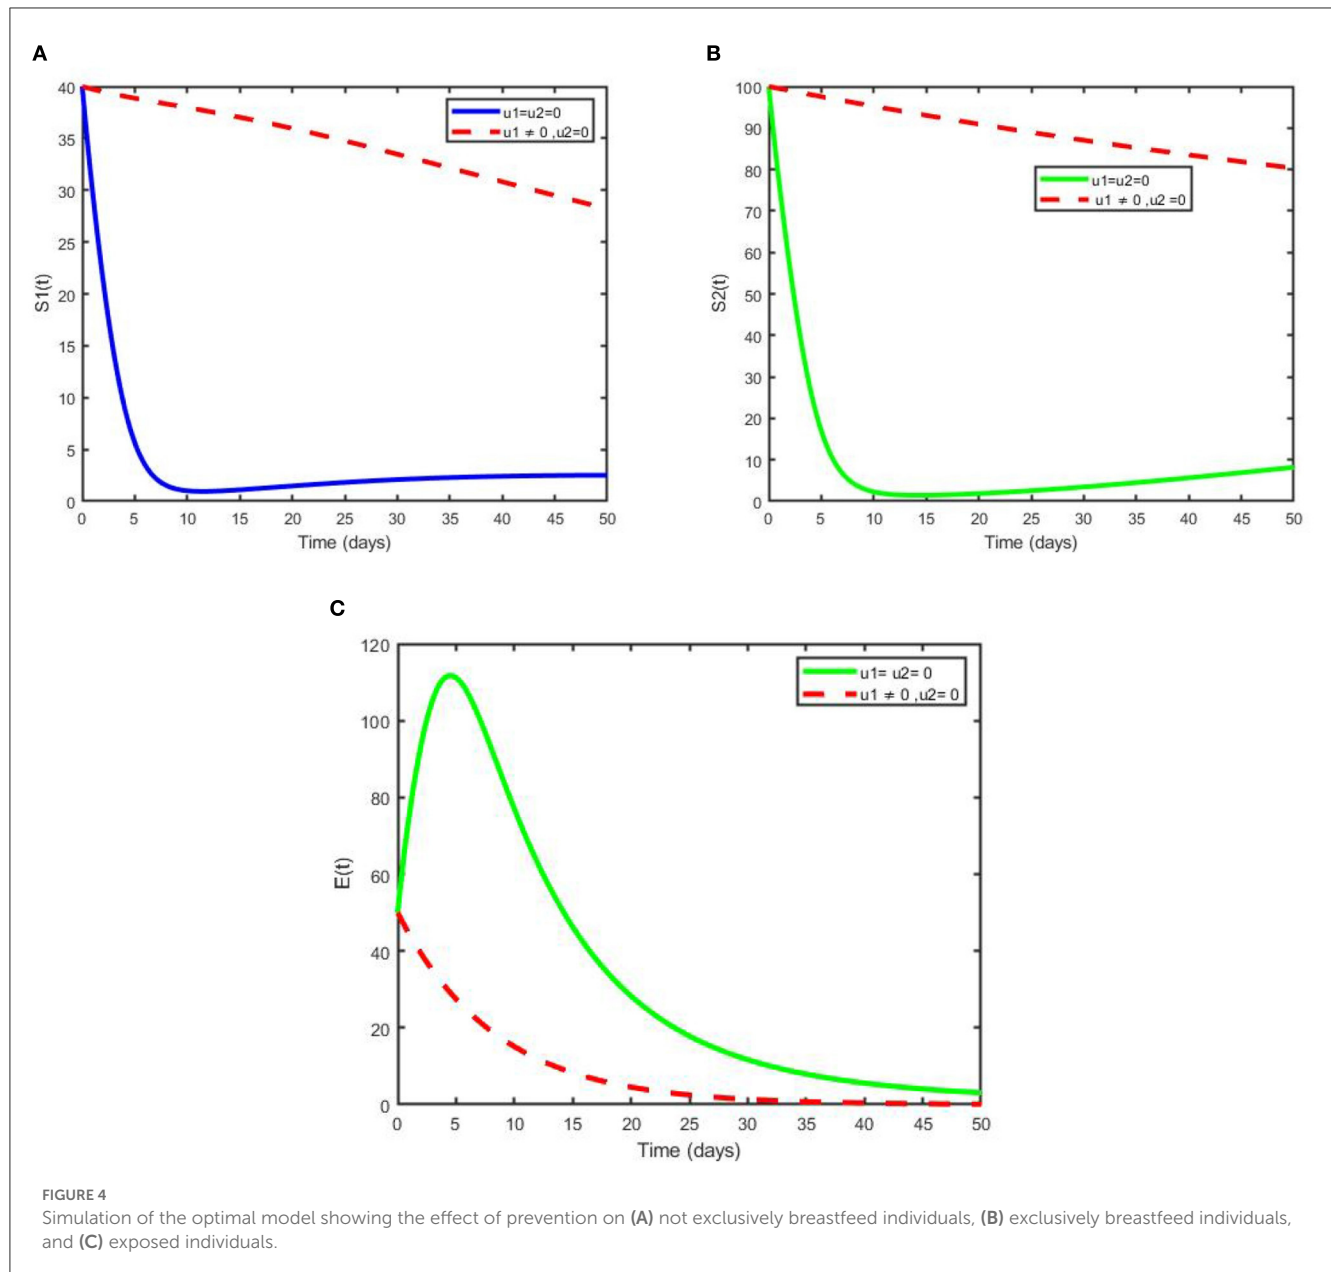 A
40
35
30
25
20
15
10
5
0
S1(t)
u1=u2=0
u1 ≠ 0 ,u2=0
0 5 10 15 20 25 30 35 40 45 50
Time (days)
B
100
90
80
70
60
50
40
30
20
10
0
S2(t)
u1=u2=0
u1 ≠ 0 ,u2 =0
0 5 10 15 20 25 30 35 40 45 50
Time (days)
C
120
100
80
60
40
20
0
E(t)
u1= u2= 0
u1 ≠ 0 ,u2= 0
0 5 10 15 20 25 30 35 40 45 50
Time (days)
FIGURE 4
Simulation of the optimal model showing the effect of prevention on (A) not exclusively breastfeed individuals, (B) exclusively breastfeed individuals,
and (C) exposed individuals.